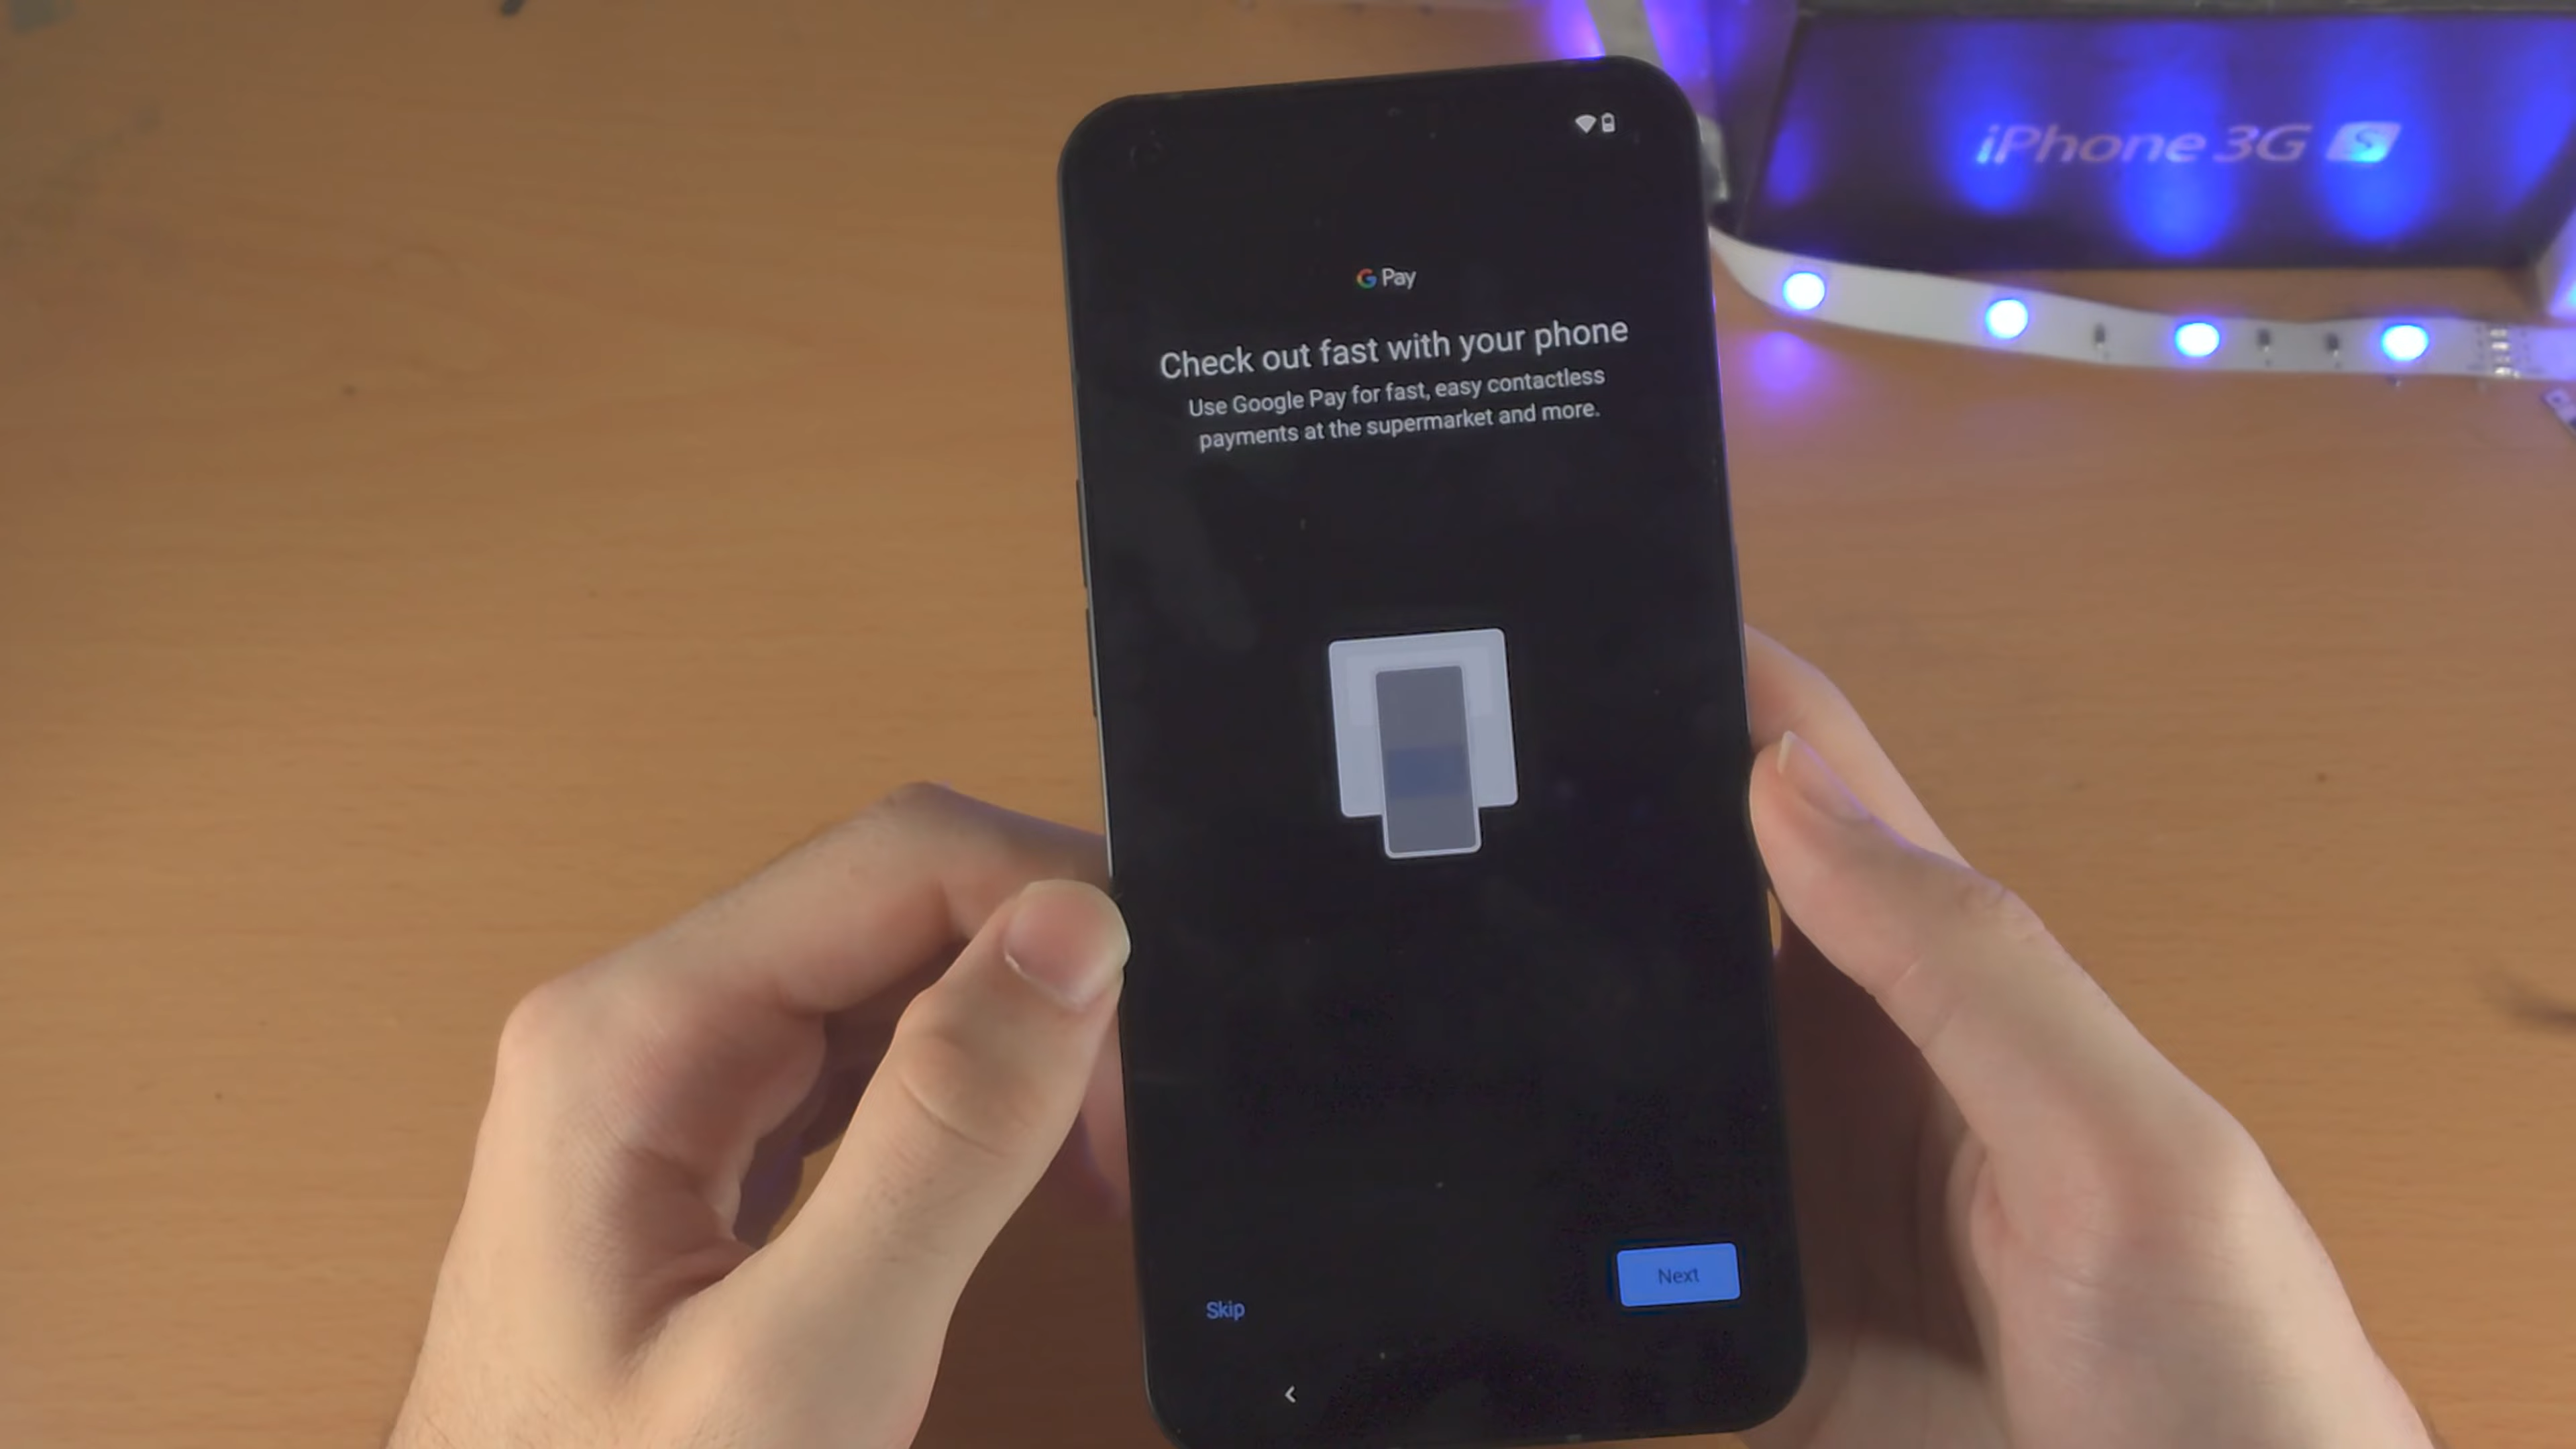 iPhone 3G S
G Pay
Check out fast with your phone
Use Google Pay for fast, easy contactless
payments at the supermarket and more.
Next
Skip